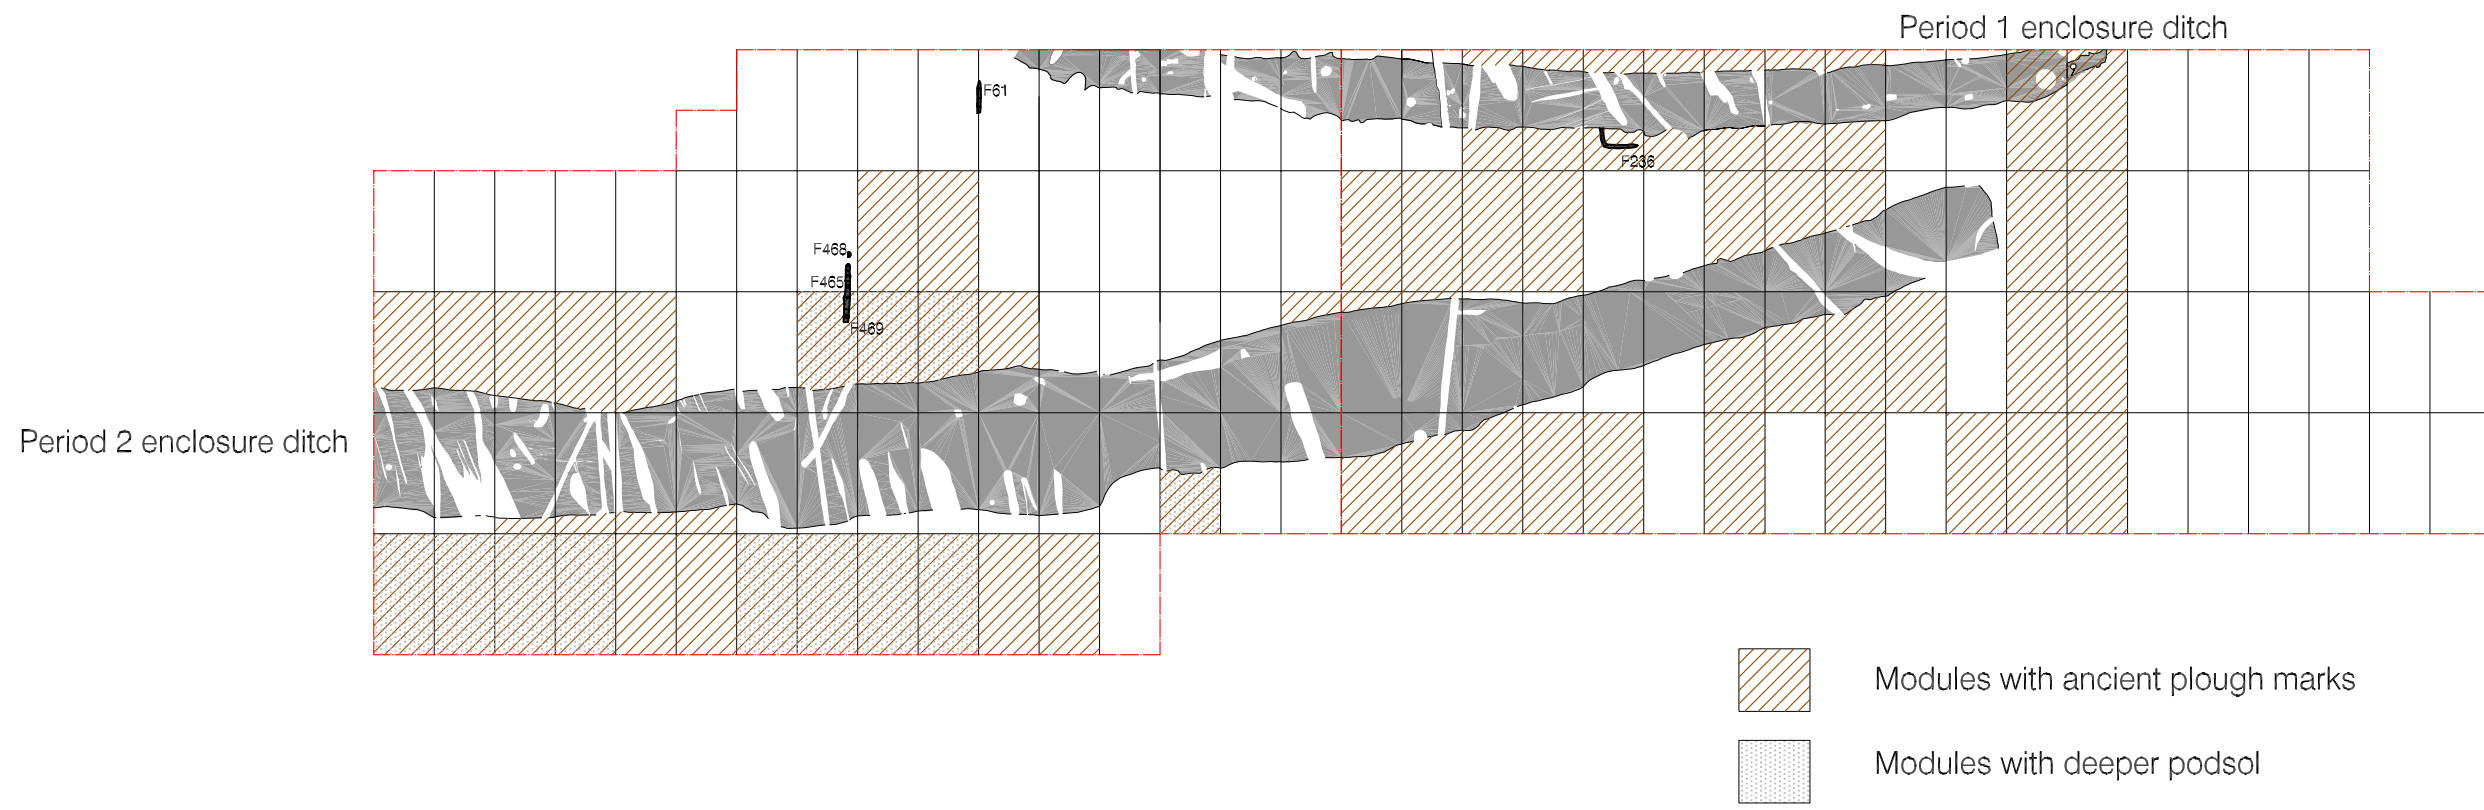 Period 1 enclosure ditch
9
F61
F236
F468
F465
F469
Period 2 enclosure ditch
Modules with ancient plough marks
Modules with deeper podsol